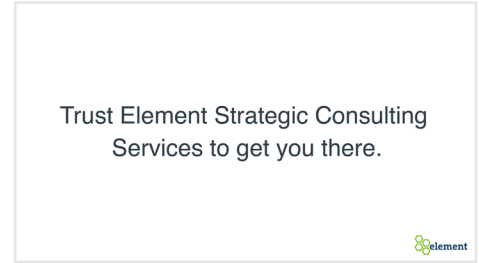 Trust Element Strategic Consulting
Services to get you there.
element